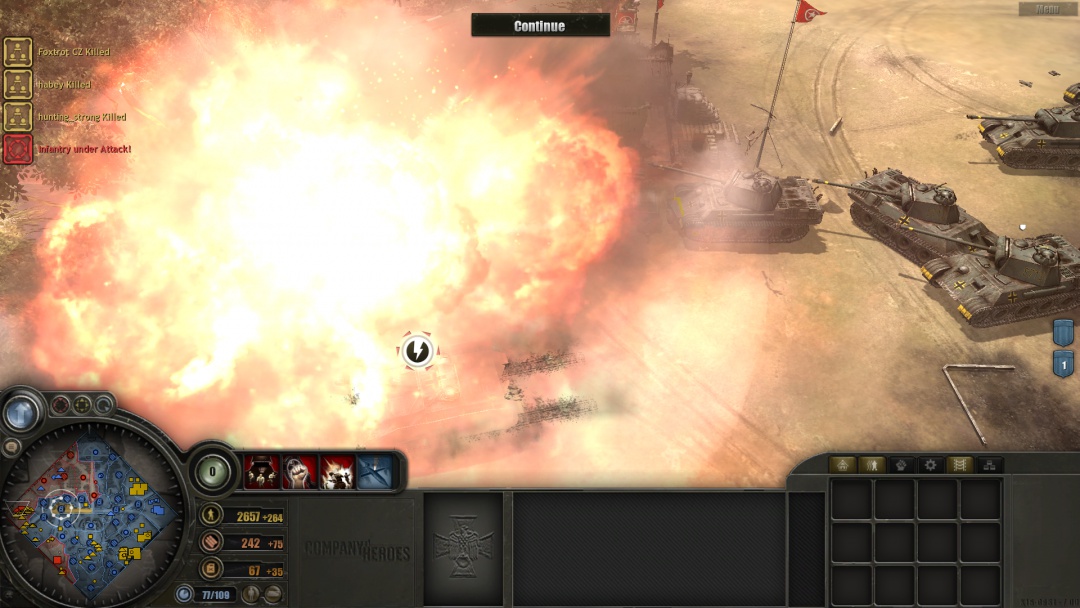 Continue
Menu
Foxtrot CZ Killed
habey Killed
hunting_strong Killed
Infantry under Attack!
1
0
2657 +264
242 +75
67 +35
77/109
COMPANY OF HEROES